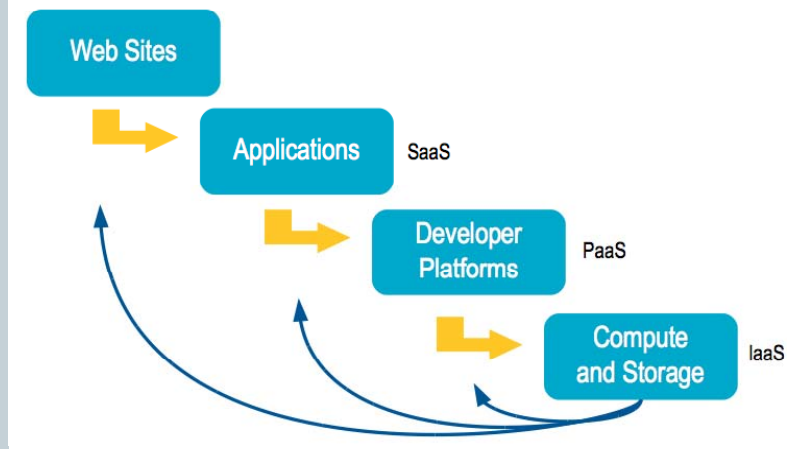 Web Sites
Applications
SaaS
Developer
Platforms
PaaS
Compute
and Storage
IaaS